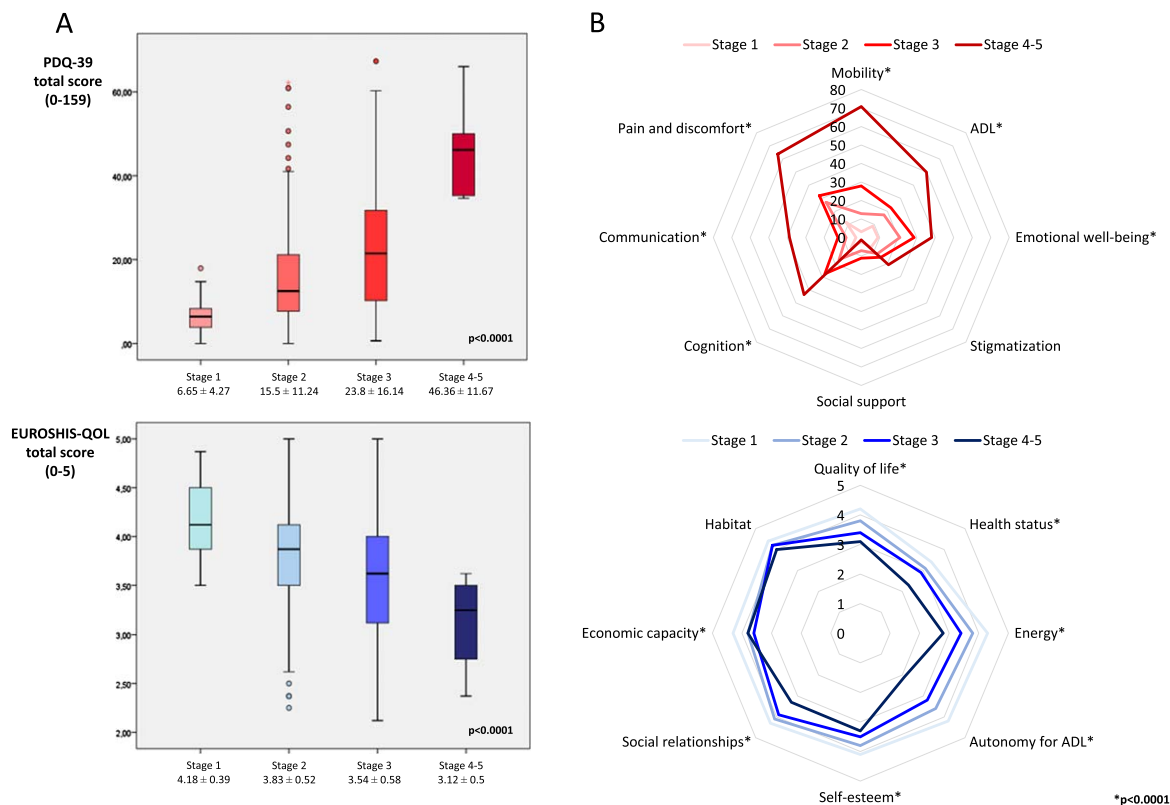 A
PDQ-39
total score
(0-159)
60,00
40,00
20,00
,00
p<0.0001
Stage 1
6.65 ± 4.27
Stage 2
15.5 ± 11.24
Stage 3
23.8 ± 16.14
Stage 4-5
46.36 ± 11.67
EUROSHIS-QOL
total score
(0-5)
5,00
4,50
4,00
3,50
3,00
2,50
2,00
p<0.0001
Stage 1
4.18 ± 0.39
Stage 2
3.83 ± 0.52
Stage 3
3.54 ± 0.58
Stage 4-5
3.12 ± 0.5
B
Stage 1 Stage 2 Stage 3 Stage 4-5
Mobility*
80
70
60
50
40
30
20
10
0
Pain and discomfort*
ADL*
Communication*
Emotional well-being*
Cognition*
Stigmatization
Social support
Stage 1 Stage 2 Stage 3 Stage 4-5
Quality of life*
5
4
3
2
1
0
Habitat
Health status*
Economic capacity*
Energy*
Social relationships*
Autonomy for ADL*
Self-esteem*
*p<0.0001